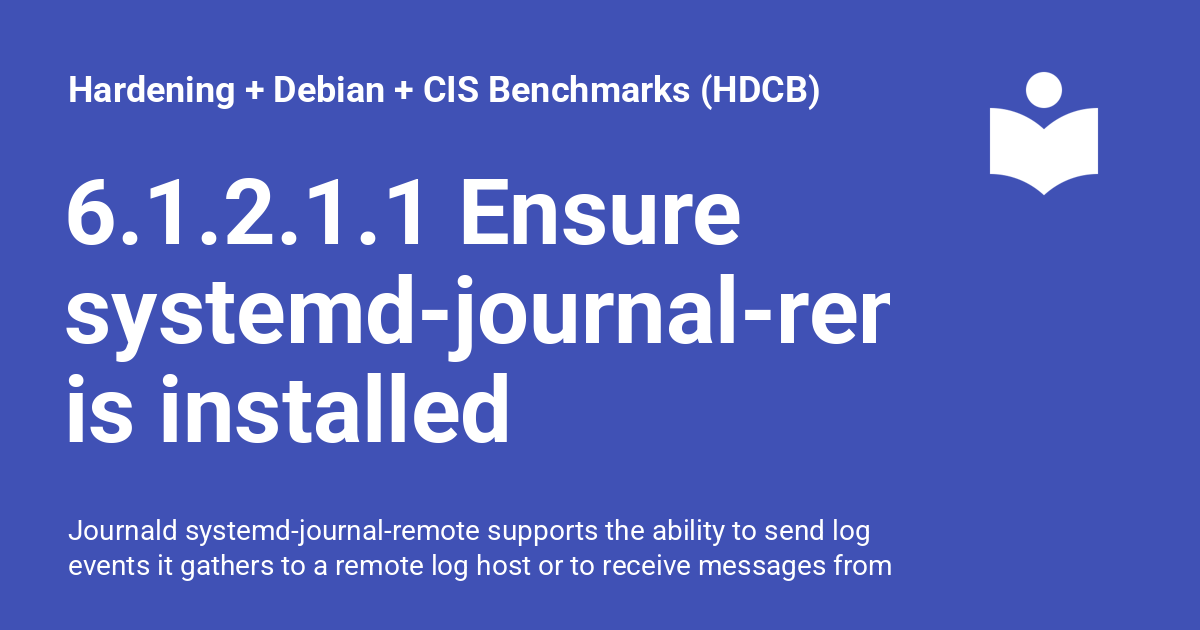 Hardening + Debian + CIS Benchmarks (HDCB)
6.1.2.1.1 Ensure
systemd-journal-rer
is installed
Journald systemd-journal-remote supports the ability to send log
events it gathers to a remote log host or to receive messages from